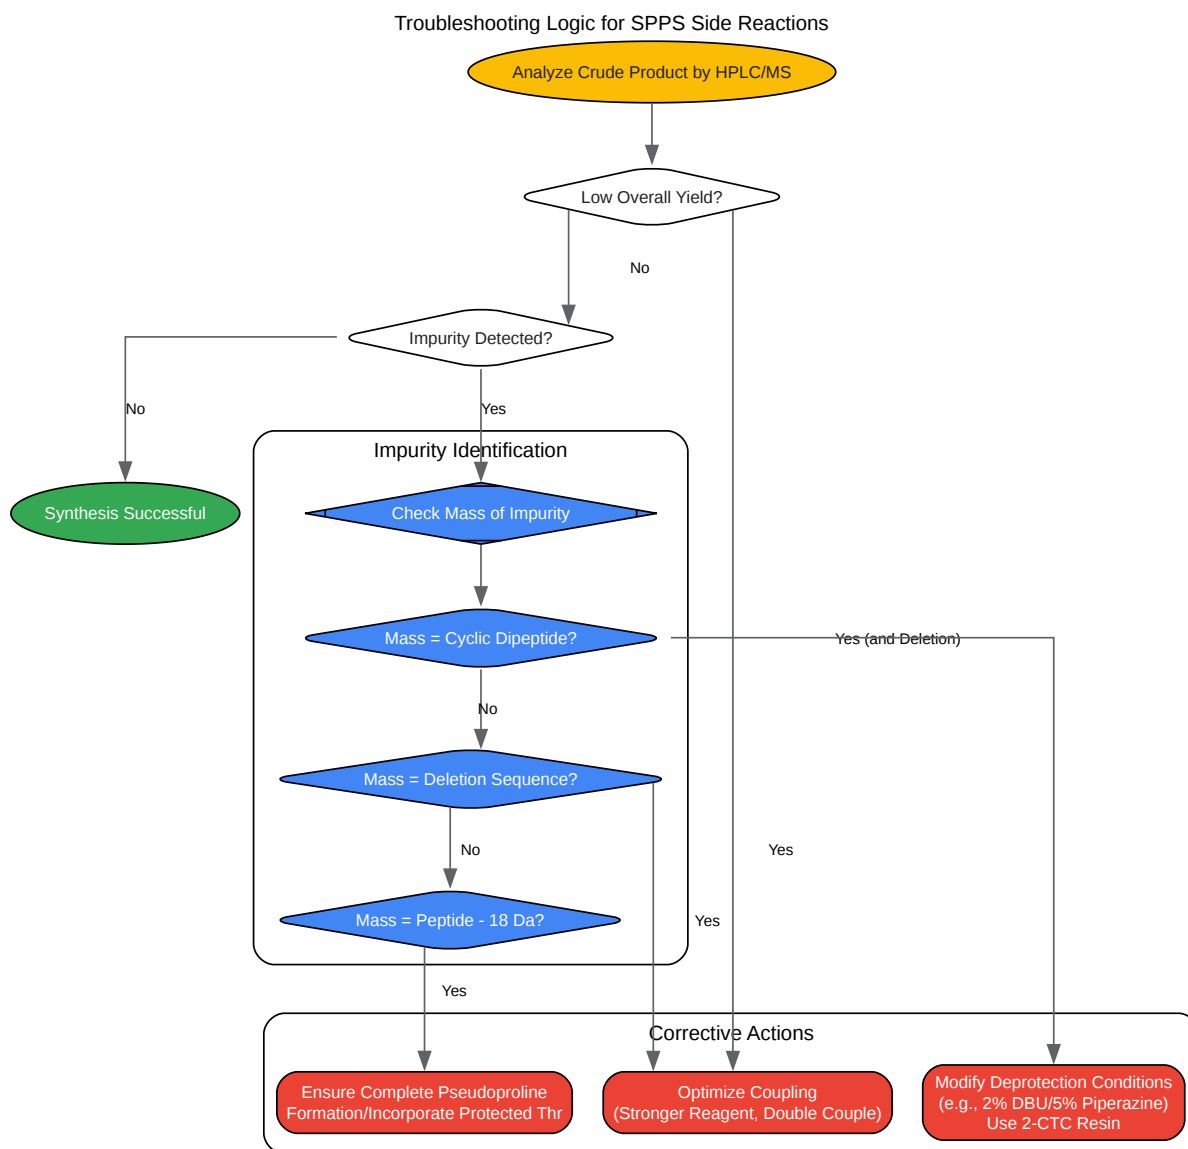 Troubleshooting Logic for SPPS Side Reactions
Analyze Crude Product by HPLC/MS
Low Overall Yield?
No
Impurity Detected?
No
Yes
Impurity Identification
Check Mass of Impurity
Synthesis Successful
Mass = Cyclic Dipeptide?
Yes (and Deletion)
No
Mass = Deletion Sequence?
No
Yes
Mass = Peptide - 18 Da?
Yes
Yes
Corrective Actions
Ensure Complete Pseudoproline
Formation/Incorporate Protected Thr
Optimize Coupling
(Stronger Reagent, Double Couple)
Modify Deprotection Conditions
(e.g., 2% DBU/5% Piperazine)
Use 2-CTC Resin